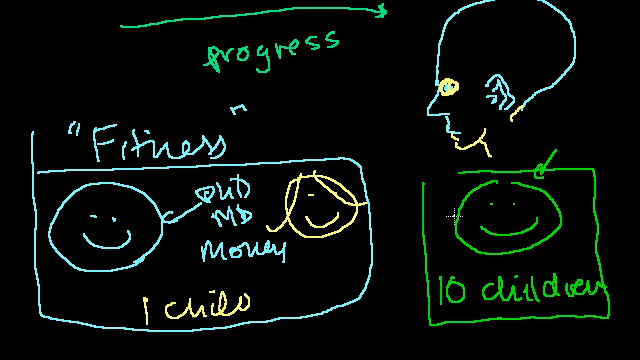 progress
"Fitness"
PhD
MD
Money
1 child
10 children